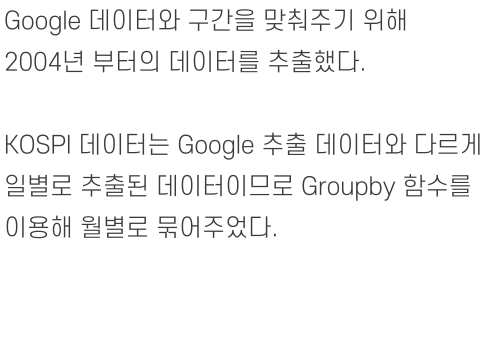 Google 데이터와 구간을 맞춰주기 위해
2004년 부터의 데이터를 추출했다.
KOSPI 데이터는 Google 추출 데이터와 다르게
일별로 추출된 데이터이므로 Groupby 함수를
이용해 월별로 묶어주었다.